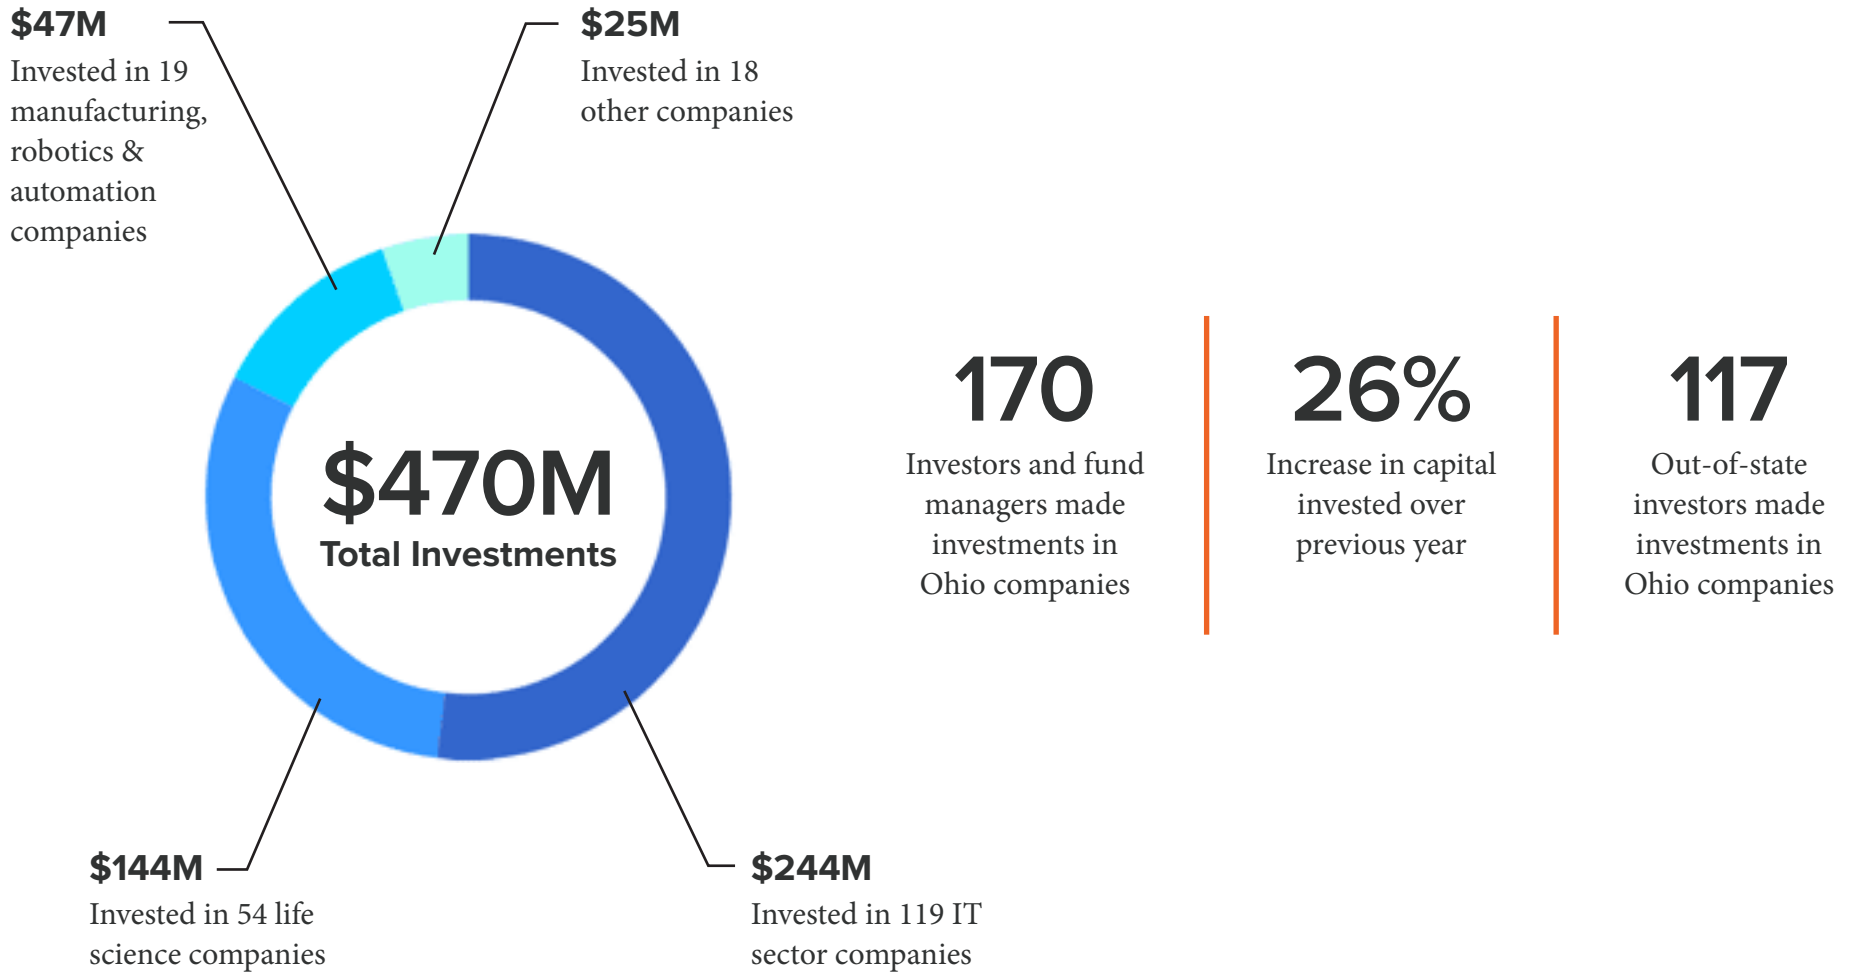 $47M
Invested in 19
manufacturing,
robotics &
automation
companies
$25M
Invested in 18
other companies
$470M
Total Investments
$144M
Invested in 54 life
science companies
$244M
Invested in 119 IT
sector companies
170
Investors and fund
managers made
investments in
Ohio companies
26%
Increase in capital
invested over
previous year
117
Out-of-state
investors made
investments in
Ohio companies